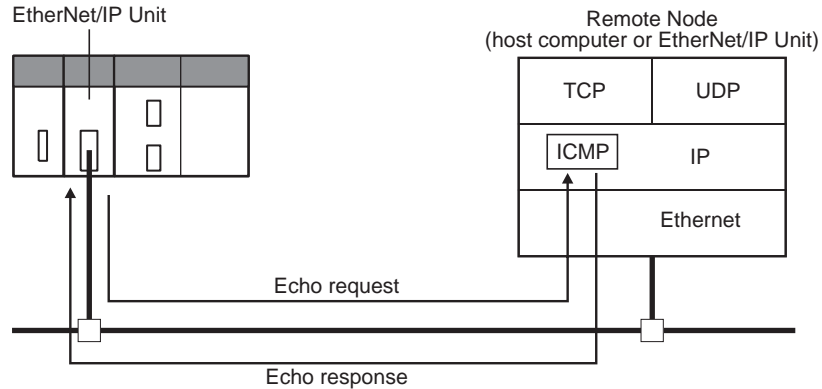 EtherNet/IP Unit
Remote Node
(host computer or EtherNet/IP Unit)
TCP
UDP
ICMP
IP
Ethernet
Echo request
Echo response